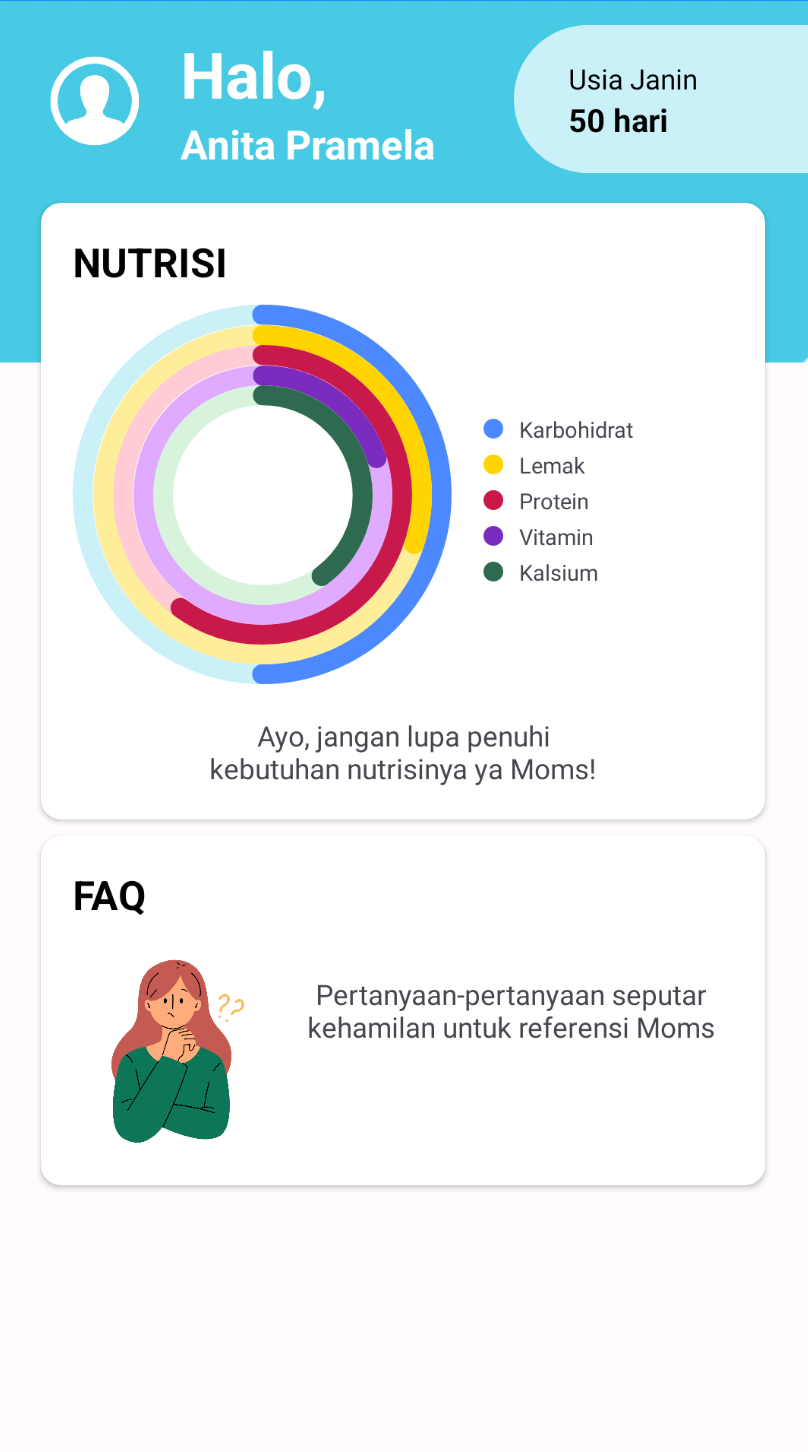 Halo,
Anita Pramela
Usia Janin
50 hari
NUTRISI
Karbohidrat
Lemak
Protein
Vitamin
Kalsium
Ayo, jangan lupa penuhi
kebutuhan nutrisinya ya Moms!
FAQ
??
Pertanyaan-pertanyaan seputar
kehamilan untuk referensi Moms